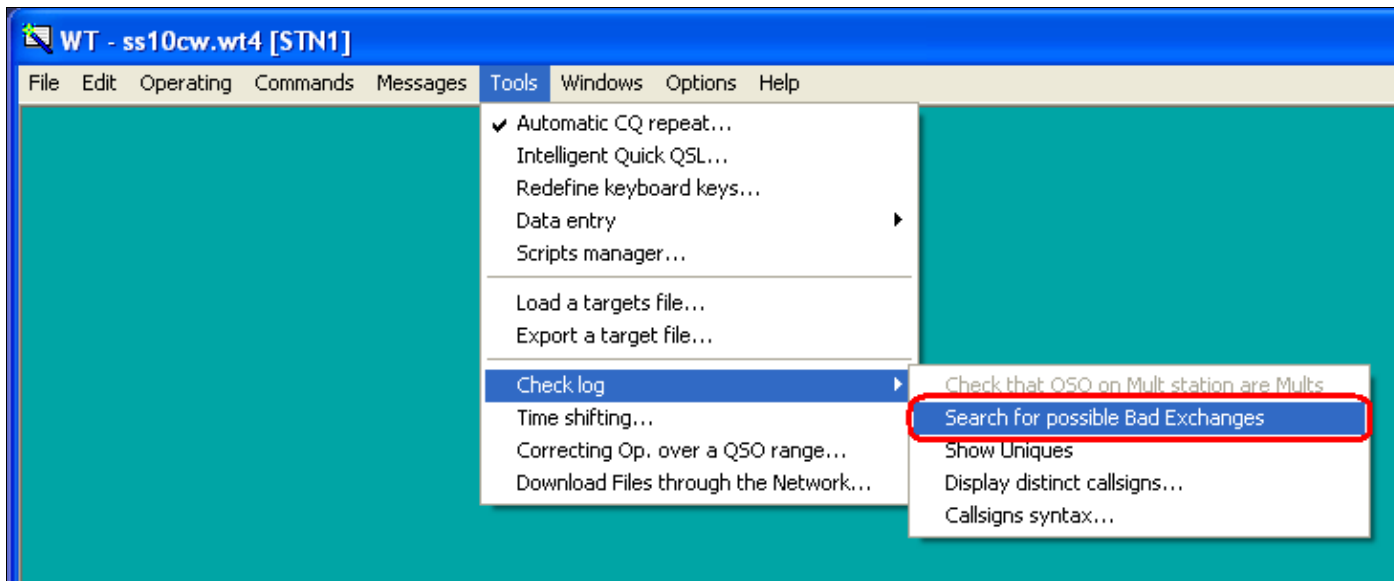 WT - ss10cw.wt4 [STN1]
File Edit Operating Commands Messages Tools Windows Options Help
Automatic CQ repeat...
Intelligent Quick QSL...
Redefine keyboard keys...
Data entry
Scripts manager...
Load a targets file...
Export a target file...
Check log
Time shifting...
Correcting Op. over a QSO range...
Download Files through the Network...
Check that QSO on Mult station are Mults
Search for possible Bad Exchanges
Show Uniques
Display distinct callsigns...
Callsigns syntax...